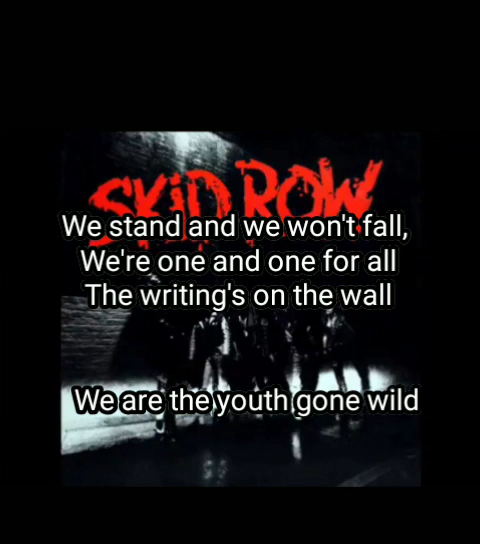 SKID ROW
We stand and we won't fall,
We're one and one for all
The writing's on the wall
We are the youth gone wild